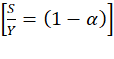 [S/Y = (1 − α)]